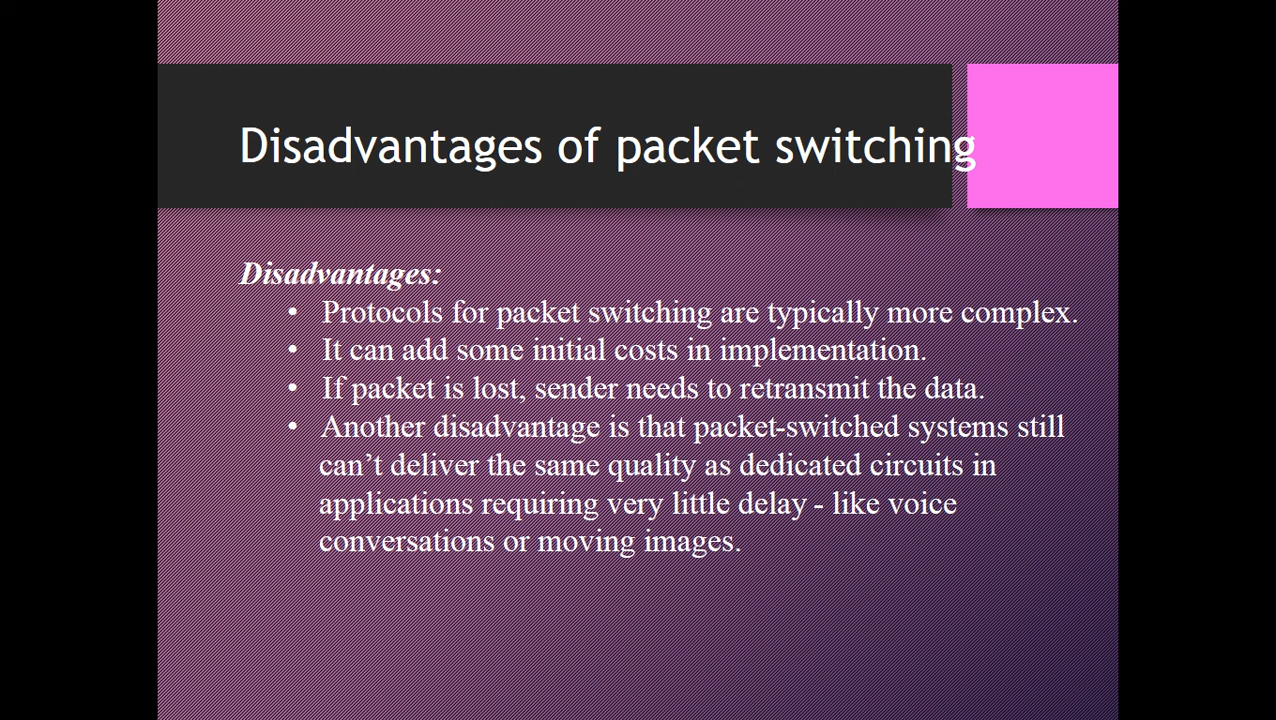 Disadvantages of packet switching
Disadvantages:
• Protocols for packet switching are typically more complex.
• It can add some initial costs in implementation.
• If packet is lost, sender needs to retransmit the data.
• Another disadvantage is that packet-switched systems still
can’t deliver the same quality as dedicated circuits in
applications requiring very little delay - like voice
conversations or moving images.